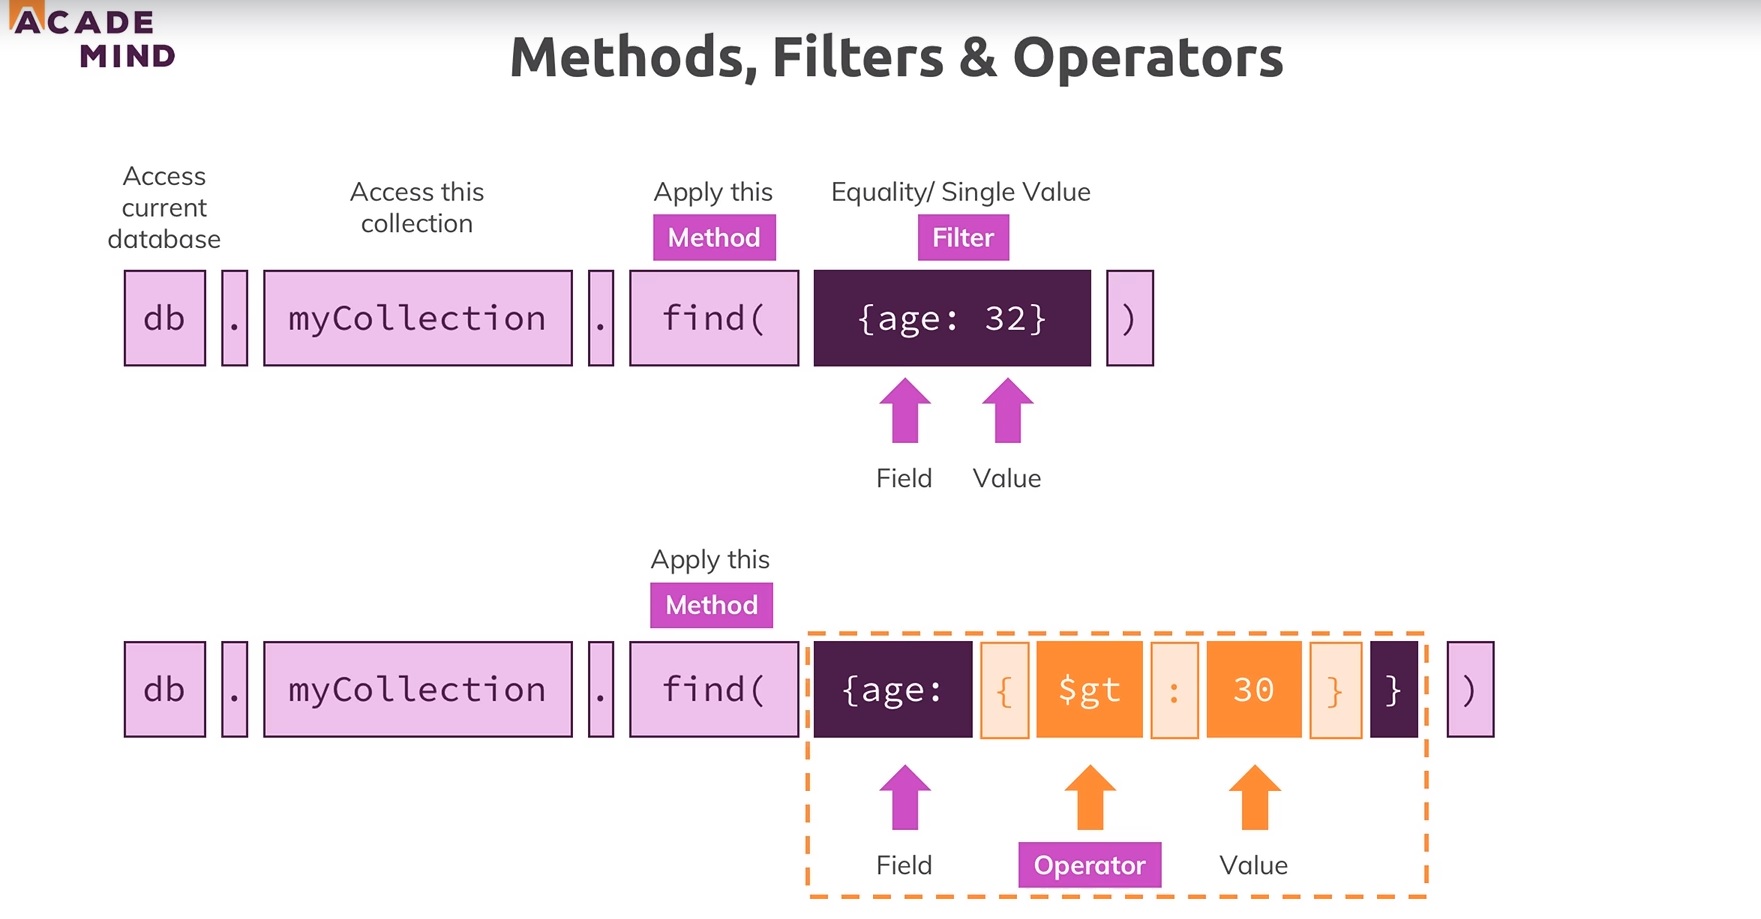 ACADE
MIND
Methods, Filters & Operators
Access
current
database
Access this
collection
Apply this
Method
Equality/ Single Value
Filter
db . myCollection . find( {age: 32} )
Field Value
Apply this
Method
db . myCollection . find( {age: { $gt : 30 } } )
Field Operator Value